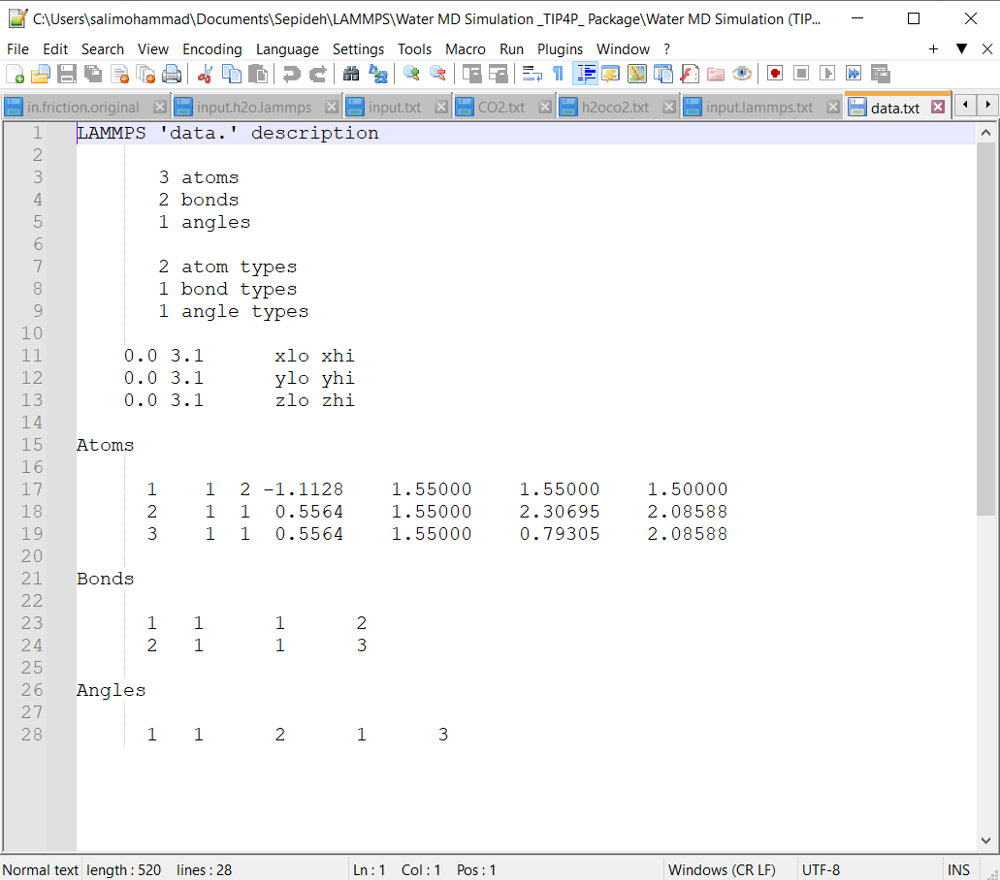 C:\Users\salimohammad\Documents\Sepideh\LAMMPS\Water MD Simulation _TIP4P_ Package\Water MD Simulation (TIP...
File Edit Search View Encoding Language Settings Tools Macro Run Plugins Window ? + ▼ X
in.friction.original input.h2o.lammps input.txt CO2.txt h2oco2.txt input.lammps.txt data.txt
1 LAMMPS 'data.' description
2
3 3 atoms
4 2 bonds
5 1 angles
6
7 2 atom types
8 1 bond types
9 1 angle types
10
11 0.0 3.1 xlo xhi
12 0.0 3.1 ylo yhi
13 0.0 3.1 zlo zhi
14
15 Atoms
16
17 1 1 2 -1.1128 1.55000 1.55000 1.50000
18 2 1 1 0.5564 1.55000 2.30695 2.08588
19 3 1 1 0.5564 1.55000 0.79305 2.08588
20
21 Bonds
22
23 1 1 1 2
24 2 1 1 3
25
26 Angles
27
28 1 1 2 1 3
Normal text length : 520 lines : 28 Ln : 1 Col : 1 Pos : 1 Windows (CR LF) UTF-8 INS